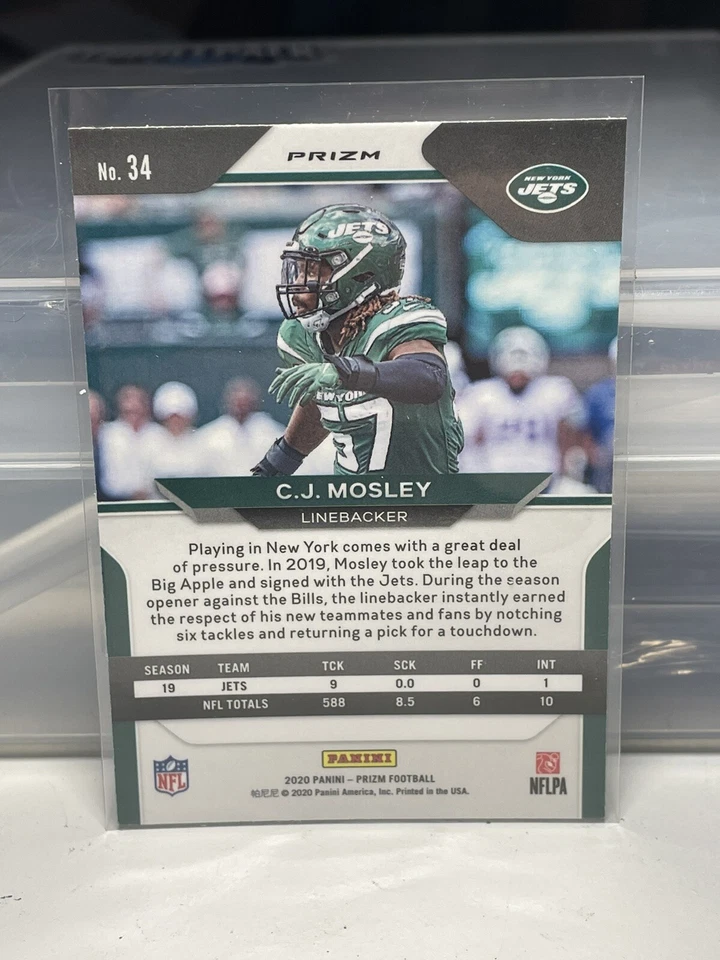 No. 34
PRIZM
NEW YORK
JETS
JETS
NEW YORK
57
C.J. MOSLEY
LINEBACKER
Playing in New York comes with a great deal
of pressure. In 2019, Mosley took the leap to the
Big Apple and signed with the Jets. During the season
opener against the Bills, the linebacker instantly earned
the respect of his new teammates and fans by notching
six tackles and returning a pick for a touchdown.
SEASON TEAM TCK SCK FF INT
19 JETS 9 0.0 0 1
NFL TOTALS 588 8.5 6 10
PANINI
NFL
NFLPA
2020 PANINI – PRIZM FOOTBALL
帕尼尼 © 2020 Panini America, Inc. Printed in the USA.